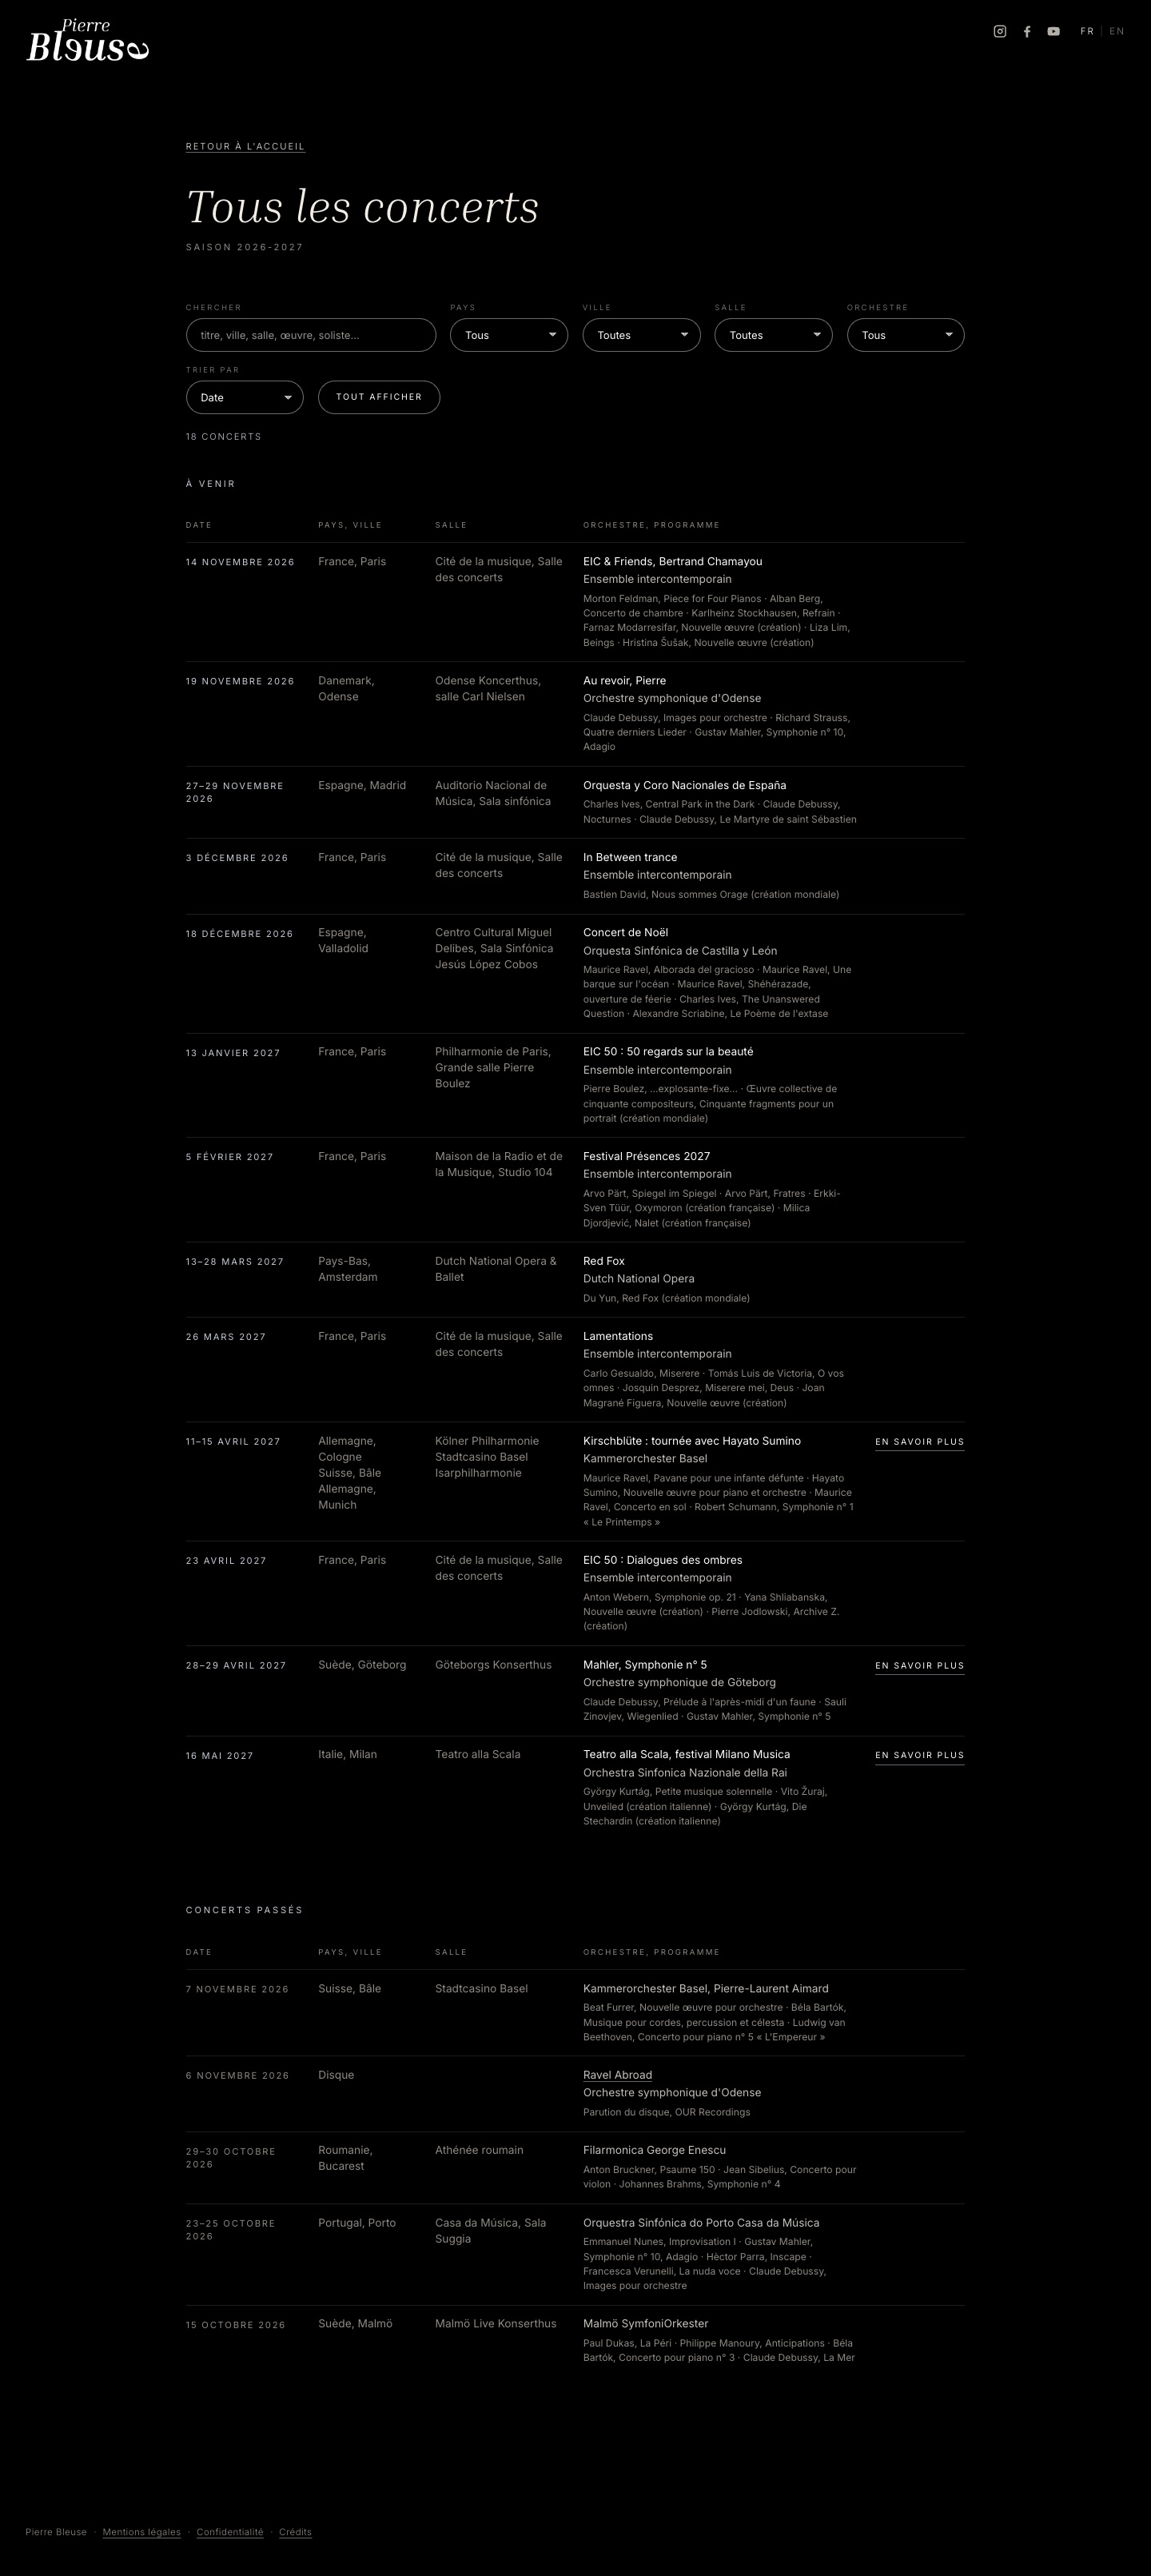 Pierre
Bleuse
FR | EN
RETOUR À L'ACCUEIL
Tous les concerts
SAISON 2026-2027
CHERCHER
PAYS
VILLE
SALLE
ORCHESTRE
titre, ville, salle, œuvre, soliste…
Tous
Toutes
Toutes
Tous
TRIER PAR
Date
TOUT AFFICHER
18 CONCERTS
À VENIR
DATE
PAYS, VILLE
SALLE
ORCHESTRE, PROGRAMME
14 NOVEMBRE 2026
France, Paris
Cité de la musique, Salle
des concerts
EIC & Friends, Bertrand Chamayou
Ensemble intercontemporain
Morton Feldman, Piece for Four Pianos · Alban Berg,
Concerto de chambre · Karlheinz Stockhausen, Refrain ·
Farnaz Modarresifar, Nouvelle œuvre (création) · Liza Lim,
Beings · Hristina Šušak, Nouvelle œuvre (création)
19 NOVEMBRE 2026
Danemark,
Odense
Odense Koncerthus,
salle Carl Nielsen
Au revoir, Pierre
Orchestre symphonique d'Odense
Claude Debussy, Images pour orchestre · Richard Strauss,
Quatre derniers Lieder · Gustav Mahler, Symphonie n° 10,
Adagio
27–29 NOVEMBRE
2026
Espagne, Madrid
Auditorio Nacional de
Música, Sala sinfónica
Orquesta y Coro Nacionales de España
Charles Ives, Central Park in the Dark · Claude Debussy,
Nocturnes · Claude Debussy, Le Martyre de saint Sébastien
3 DÉCEMBRE 2026
France, Paris
Cité de la musique, Salle
des concerts
In Between trance
Ensemble intercontemporain
Bastien David, Nous sommes Orage (création mondiale)
18 DÉCEMBRE 2026
Espagne,
Valladolid
Centro Cultural Miguel
Delibes, Sala Sinfónica
Jesús López Cobos
Concert de Noël
Orquesta Sinfónica de Castilla y León
Maurice Ravel, Alborada del gracioso · Maurice Ravel, Une
barque sur l'océan · Maurice Ravel, Shéhérazade,
ouverture de féerie · Charles Ives, The Unanswered
Question · Alexandre Scriabine, Le Poème de l'extase
13 JANVIER 2027
France, Paris
Philharmonie de Paris,
Grande salle Pierre
Boulez
EIC 50 : 50 regards sur la beauté
Ensemble intercontemporain
Pierre Boulez, …explosante-fixe… · Œuvre collective de
cinquante compositeurs, Cinquante fragments pour un
portrait (création mondiale)
5 FÉVRIER 2027
France, Paris
Maison de la Radio et de
la Musique, Studio 104
Festival Présences 2027
Ensemble intercontemporain
Arvo Pärt, Spiegel im Spiegel · Arvo Pärt, Fratres · Erkki-
Sven Tüür, Oxymoron (création française) · Milica
Djordjević, Nalet (création française)
13–28 MARS 2027
Pays-Bas,
Amsterdam
Dutch National Opera &
Ballet
Red Fox
Dutch National Opera
Du Yun, Red Fox (création mondiale)
26 MARS 2027
France, Paris
Cité de la musique, Salle
des concerts
Lamentations
Ensemble intercontemporain
Carlo Gesualdo, Miserere · Tomás Luis de Victoria, O vos
omnes · Josquin Desprez, Miserere mei, Deus · Joan
Magrané Figuera, Nouvelle œuvre (création)
11–15 AVRIL 2027
Allemagne,
Cologne
Suisse, Bâle
Allemagne,
Munich
Kölner Philharmonie
Stadtcasino Basel
Isarphilharmonie
Kirschblüte : tournée avec Hayato Sumino
Kammerorchester Basel
Maurice Ravel, Pavane pour une infante défunte · Hayato
Sumino, Nouvelle œuvre pour piano et orchestre · Maurice
Ravel, Concerto en sol · Robert Schumann, Symphonie n° 1
« Le Printemps »
EN SAVOIR PLUS
23 AVRIL 2027
France, Paris
Cité de la musique, Salle
des concerts
EIC 50 : Dialogues des ombres
Ensemble intercontemporain
Anton Webern, Symphonie op. 21 · Yana Shliabanska,
Nouvelle œuvre (création) · Pierre Jodlowski, Archive Z.
(création)
28–29 AVRIL 2027
Suède, Göteborg
Göteborgs Konserthus
Mahler, Symphonie n° 5
Orchestre symphonique de Göteborg
Claude Debussy, Prélude à l'après-midi d'un faune · Sauli
Zinovjev, Wiegenlied · Gustav Mahler, Symphonie n° 5
EN SAVOIR PLUS
16 MAI 2027
Italie, Milan
Teatro alla Scala
Teatro alla Scala, festival Milano Musica
Orchestra Sinfonica Nazionale della Rai
György Kurtág, Petite musique solennelle · Vito Žuraj,
Unveiled (création italienne) · György Kurtág, Die
Stechardin (création italienne)
EN SAVOIR PLUS
CONCERTS PASSÉS
DATE
PAYS, VILLE
SALLE
ORCHESTRE, PROGRAMME
7 NOVEMBRE 2026
Suisse, Bâle
Stadtcasino Basel
Kammerorchester Basel, Pierre-Laurent Aimard
Beat Furrer, Nouvelle œuvre pour orchestre · Béla Bartók,
Musique pour cordes, percussion et célesta · Ludwig van
Beethoven, Concerto pour piano n° 5 « L'Empereur »
6 NOVEMBRE 2026
Disque
Ravel Abroad
Orchestre symphonique d'Odense
Parution du disque, OUR Recordings
29–30 OCTOBRE
2026
Roumanie,
Bucarest
Athénée roumain
Filarmonica George Enescu
Anton Bruckner, Psaume 150 · Jean Sibelius, Concerto pour
violon · Johannes Brahms, Symphonie n° 4
23–25 OCTOBRE
2026
Portugal, Porto
Casa da Música, Sala
Suggia
Orquestra Sinfónica do Porto Casa da Música
Emmanuel Nunes, Improvisation I · Gustav Mahler,
Symphonie n° 10, Adagio · Hèctor Parra, Inscape ·
Francesca Verunelli, La nuda voce · Claude Debussy,
Images pour orchestre
15 OCTOBRE 2026
Suède, Malmö
Malmö Live Konserthus
Malmö SymfoniOrkester
Paul Dukas, La Péri · Philippe Manoury, Anticipations · Béla
Bartók, Concerto pour piano n° 3 · Claude Debussy, La Mer
Pierre Bleuse · Mentions légales · Confidentialité · Crédits